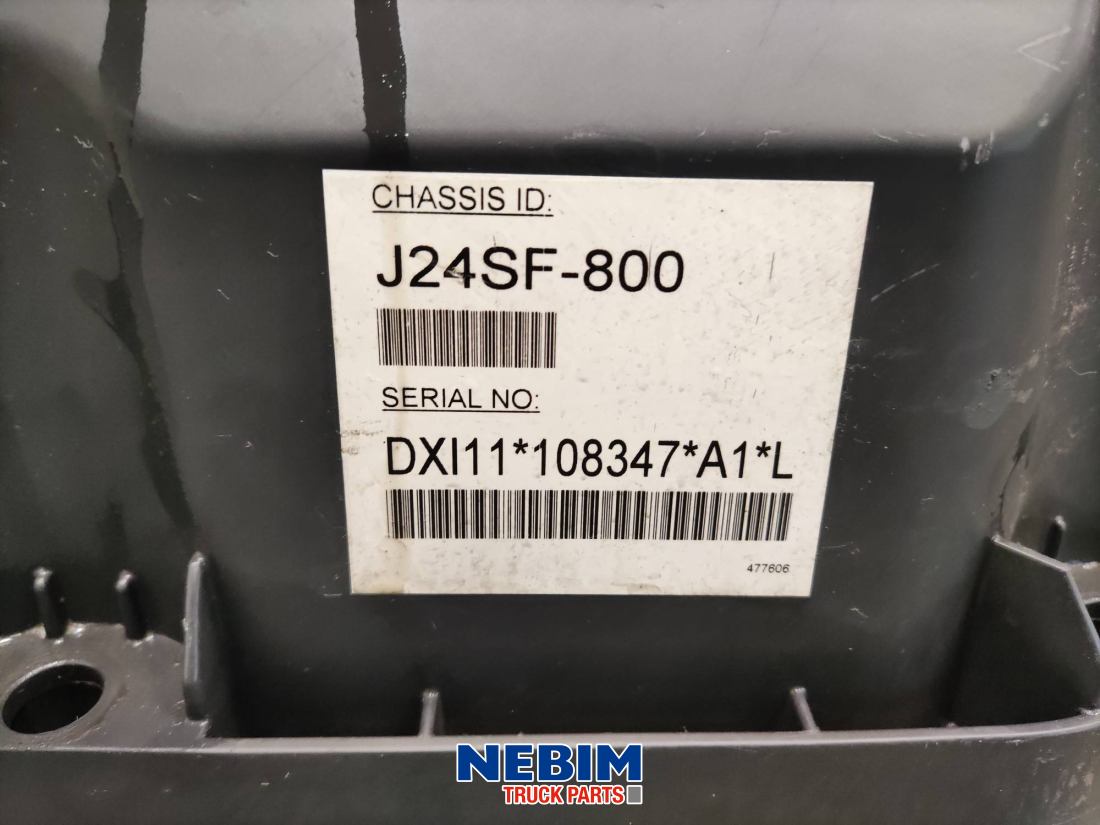 CHASSIS ID:
J24SF-800
SERIAL NO:
DXI11*108347*A1*L
477606
NEBIM
TRUCK PARTS